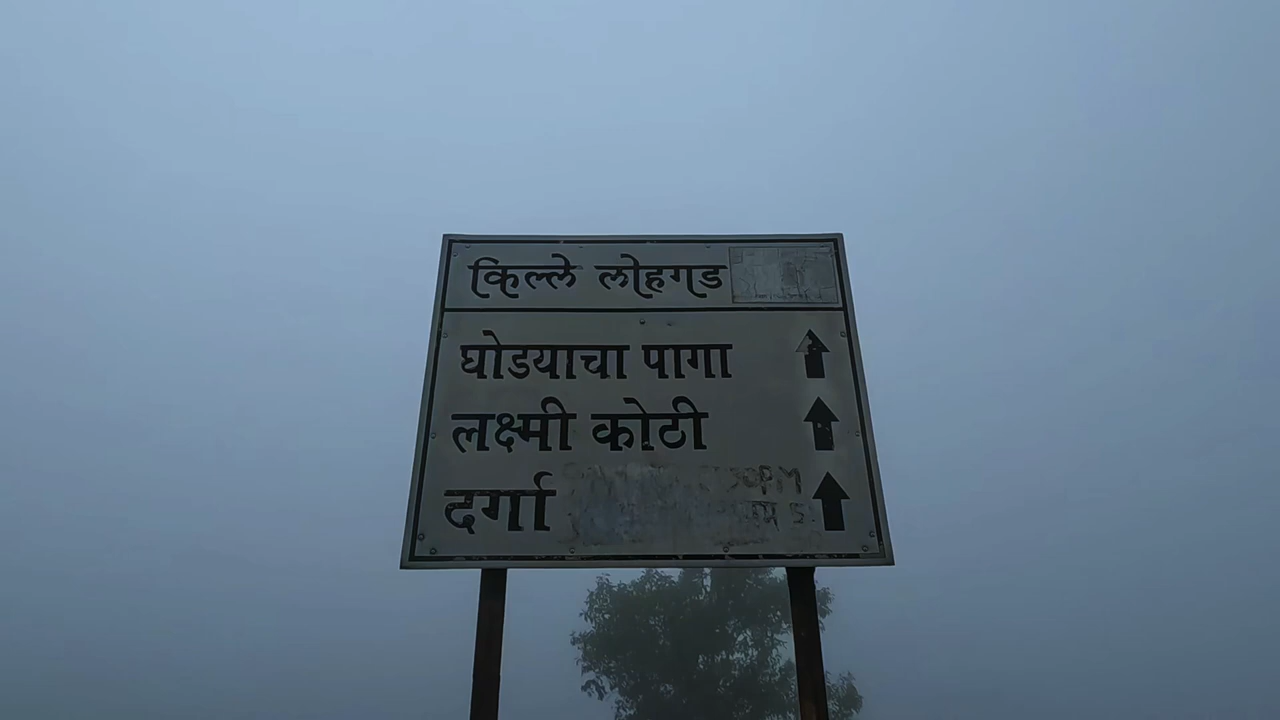 किल्ले लोहगड
घोडयाचा पागा
लक्ष्मी कोठी
दर्गा